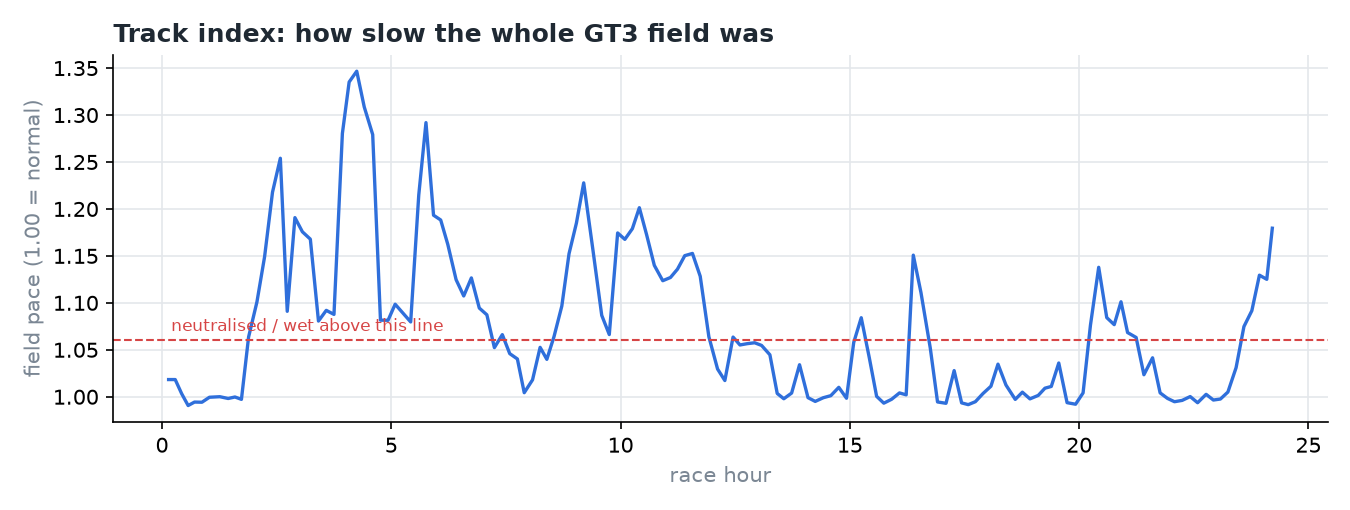 Track index: how slow the whole GT3 field was
field pace (1.00 = normal)
1.35
1.30
1.25
1.20
1.15
1.10
1.05
1.00
neutralised / wet above this line
0 5 10 15 20 25
race hour